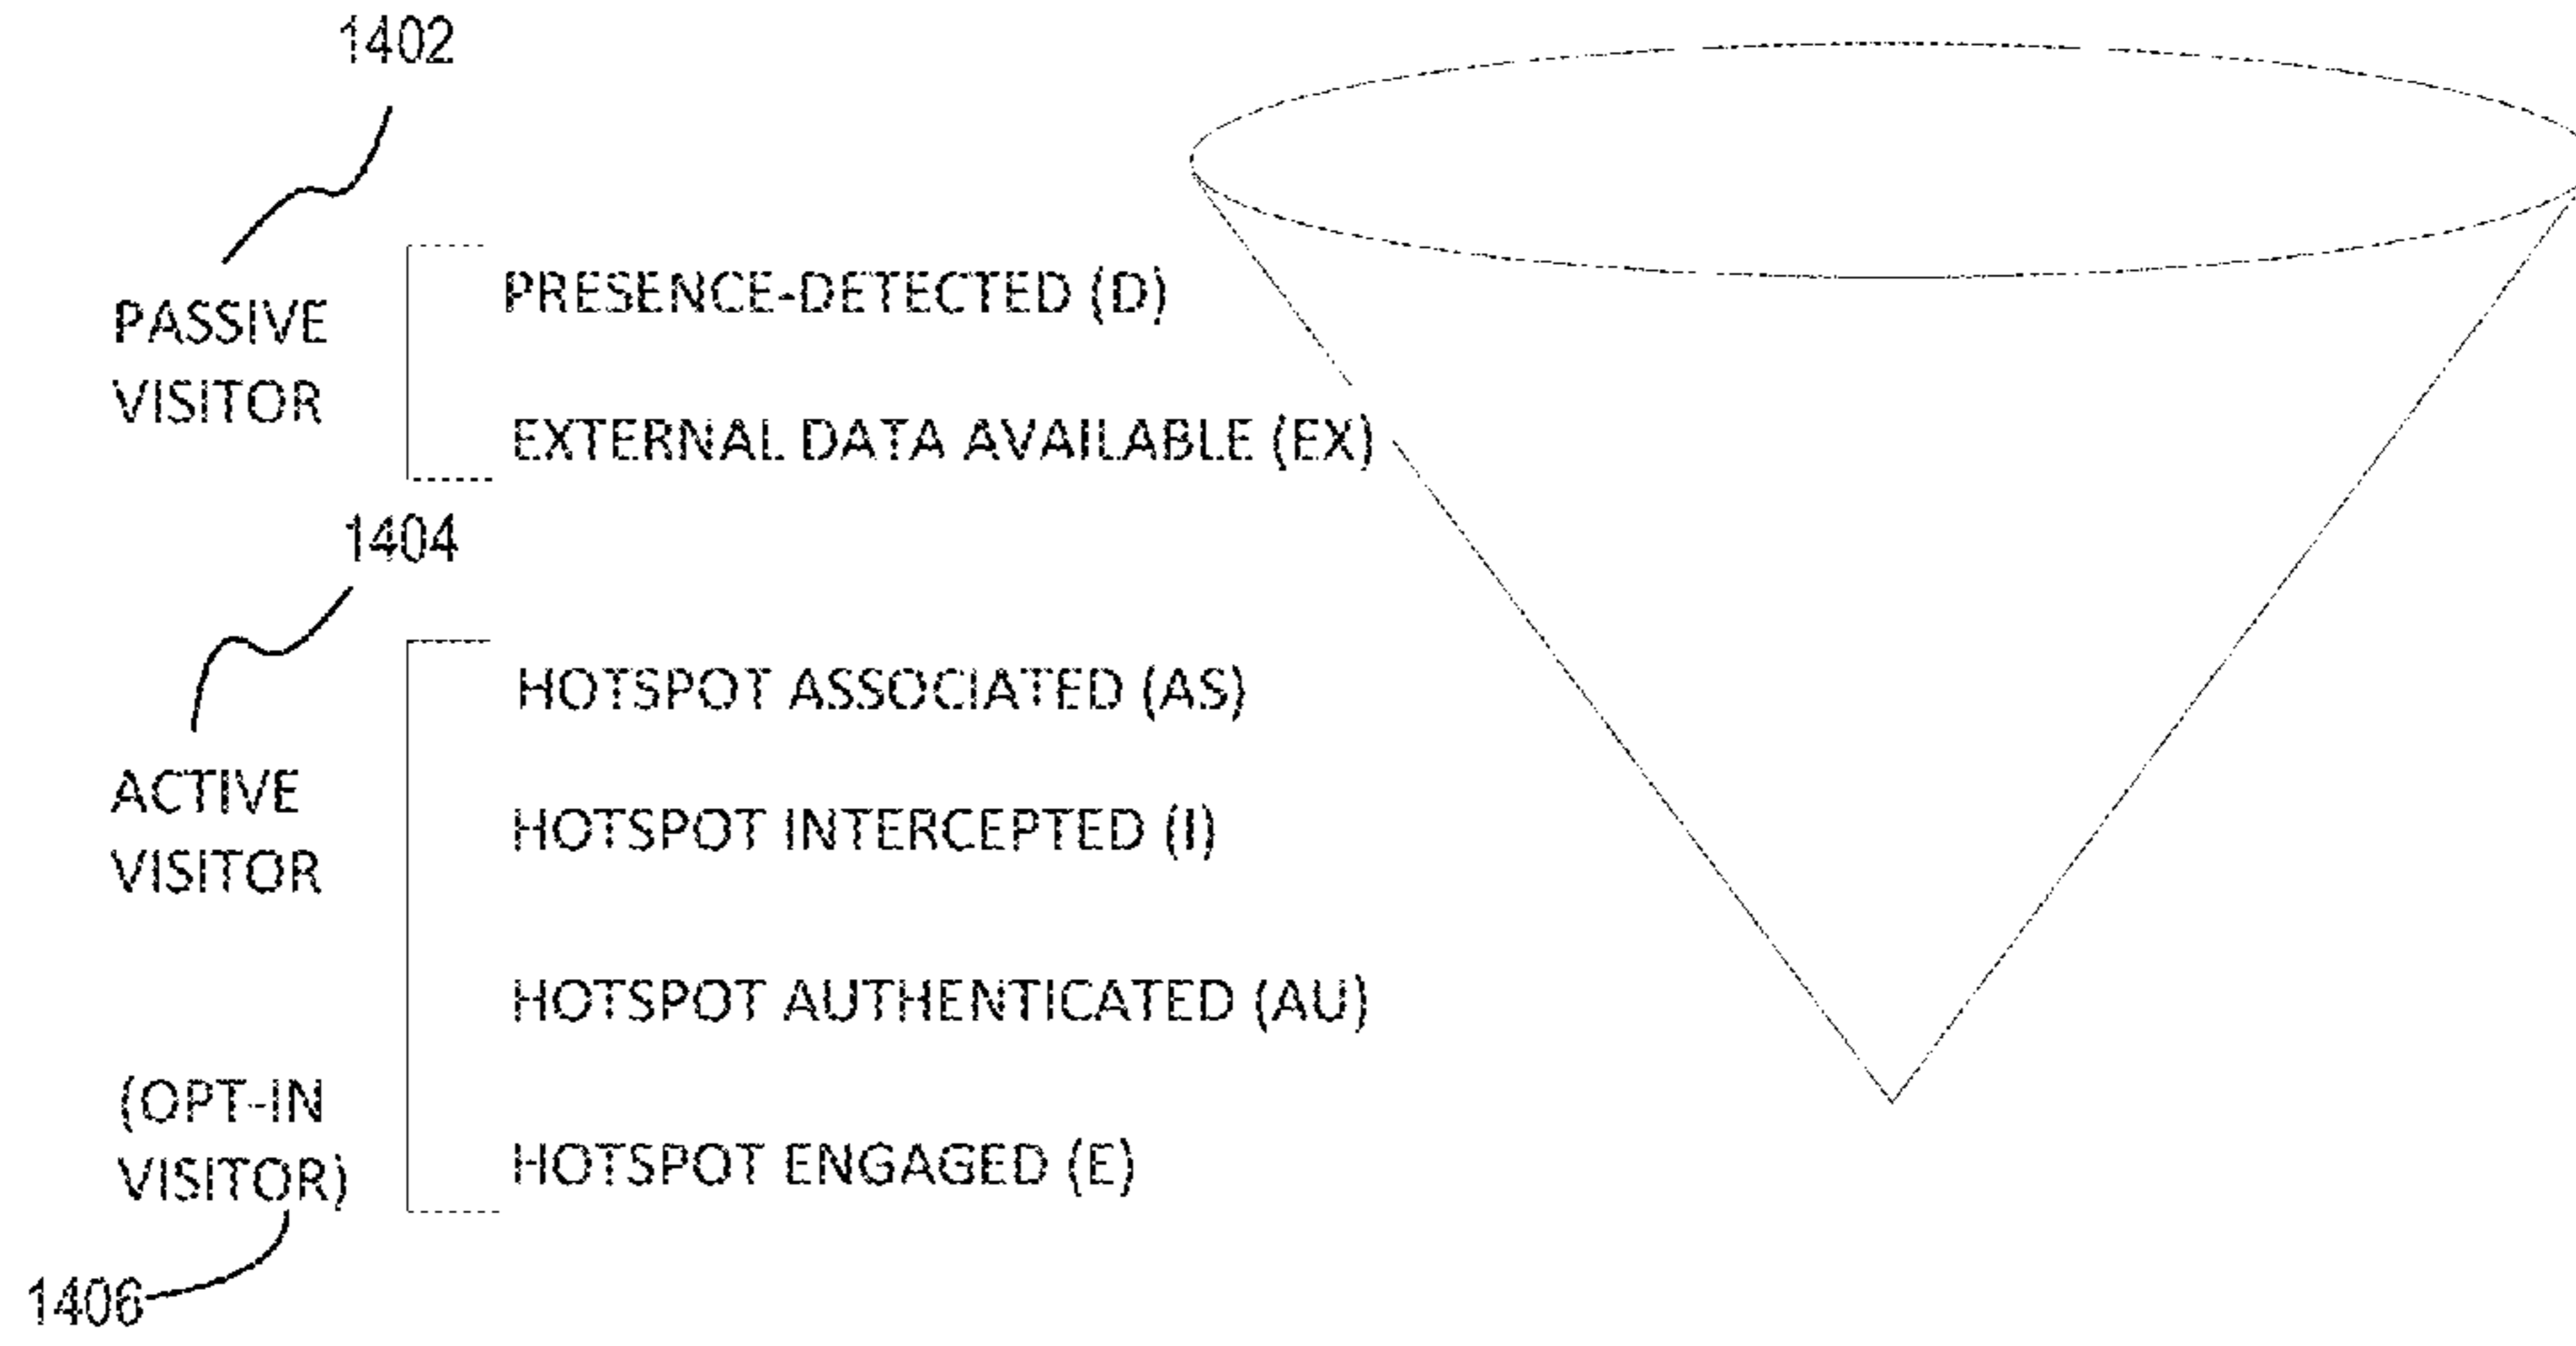 1402
PASSIVE
VISITOR
PRESENCE-DETECTED (D)
EXTERNAL DATA AVAILABLE (EX)
1404
ACTIVE
VISITOR
HOTSPOT ASSOCIATED (AS)
HOTSPOT INTERCEPTED (I)
HOTSPOT AUTHENTICATED (AU)
(OPT-IN
VISITOR)
HOTSPOT ENGAGED (E)
1406